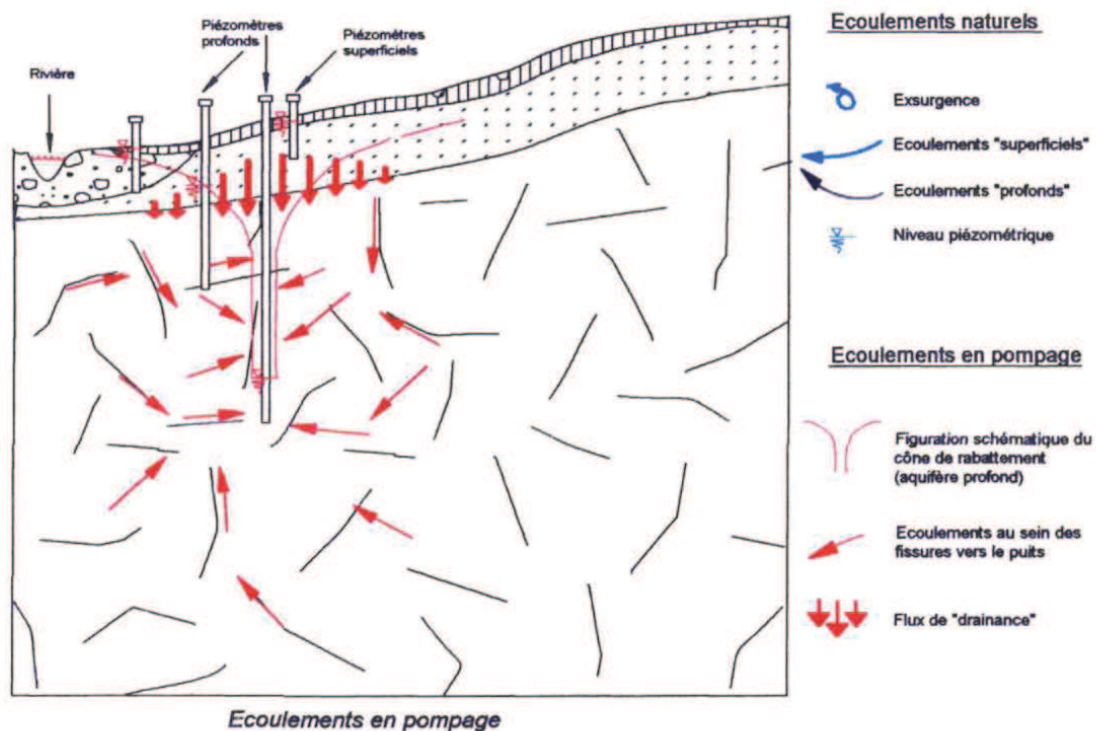 Piézomètres
profonds
Piézomètres
superficiels
Rivière
Ecoulements naturels
Exsurgence
Ecoulements "superficiels"
Ecoulements "profonds"
Niveau piézométrique
Ecoulements en pompage
Figuration schématique du
cône de rabattement
(aquifère profond)
Ecoulements au sein des
fissures vers le puits
Flux de "drainance"
Ecoulements en pompage